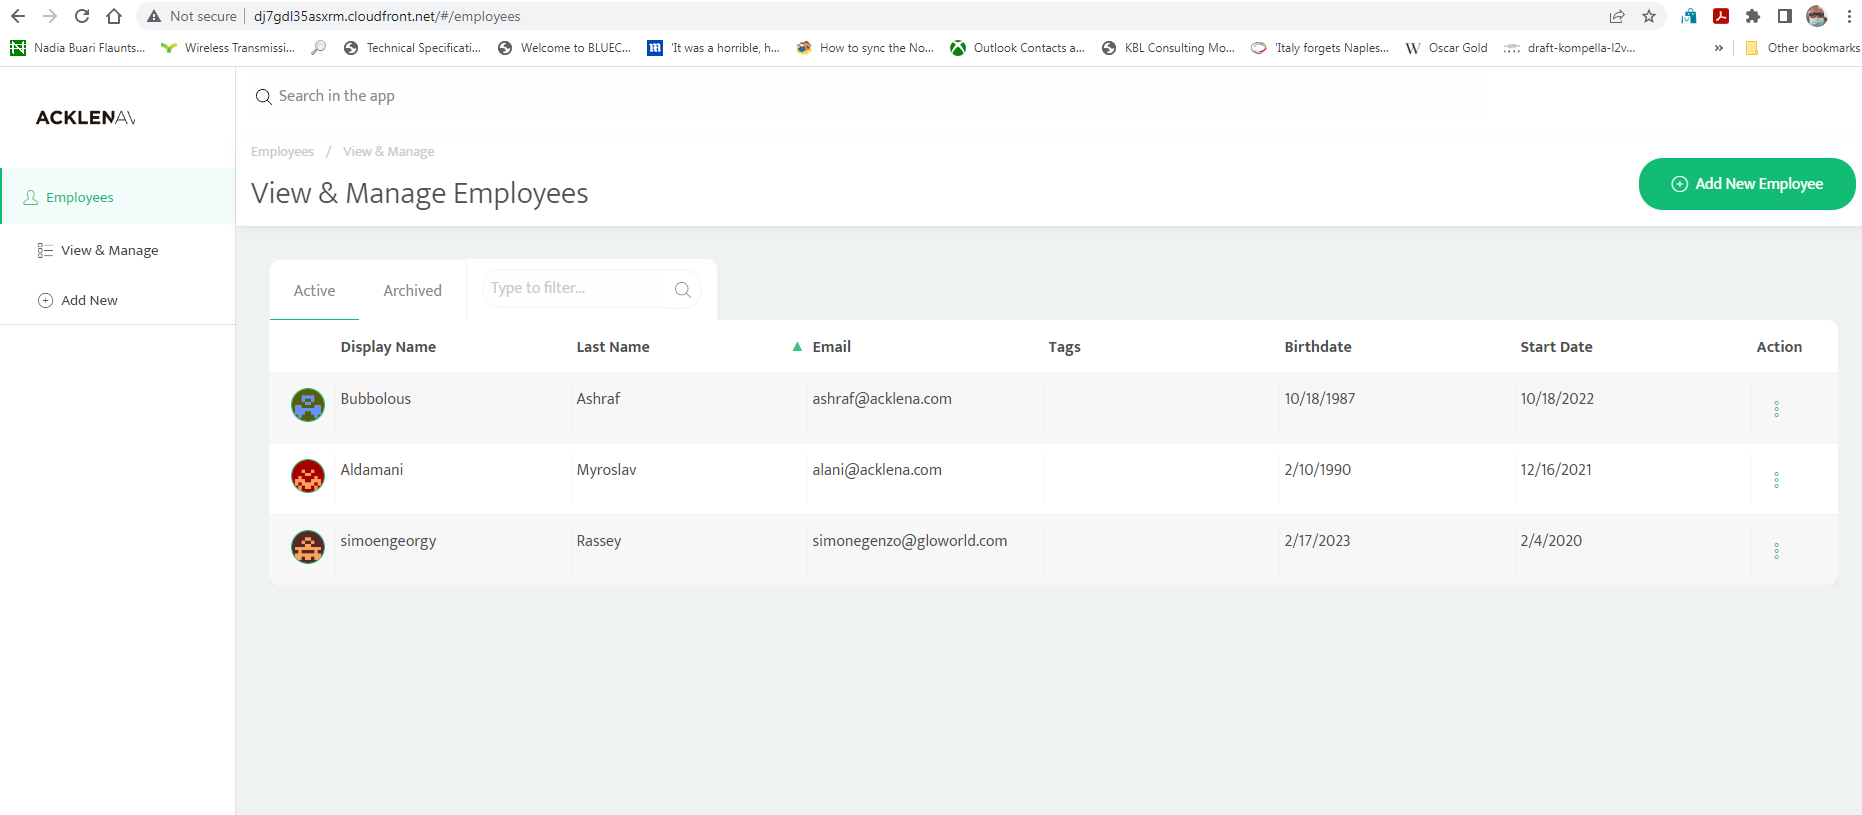 Not secure dj7gdl35asxrm.cloudfront.net/#/employees
Nadia Buari Flaunts... Wireless Transmissi... Technical Specificati... Welcome to BLUEC... 'It was a horrible, h... How to sync the No... Outlook Contacts a... KBL Consulting Mo... 'Italy forgets Naples... W Oscar Gold draft-kompella-l2v... » Other bookmarks
ACKLENAV
Search in the app
Employees / View & Manage
View & Manage Employees
Add New Employee
Employees
View & Manage
Add New
Active Archived Type to filter...
Display Name Last Name ▲ Email Tags Birthdate Start Date Action
Bubbolous Ashraf ashraf@acklena.com 10/18/1987 10/18/2022
Aldamani Myroslav alani@acklena.com 2/10/1990 12/16/2021
simoengeorgy Rassey simonegenzo@gloworld.com 2/17/2023 2/4/2020